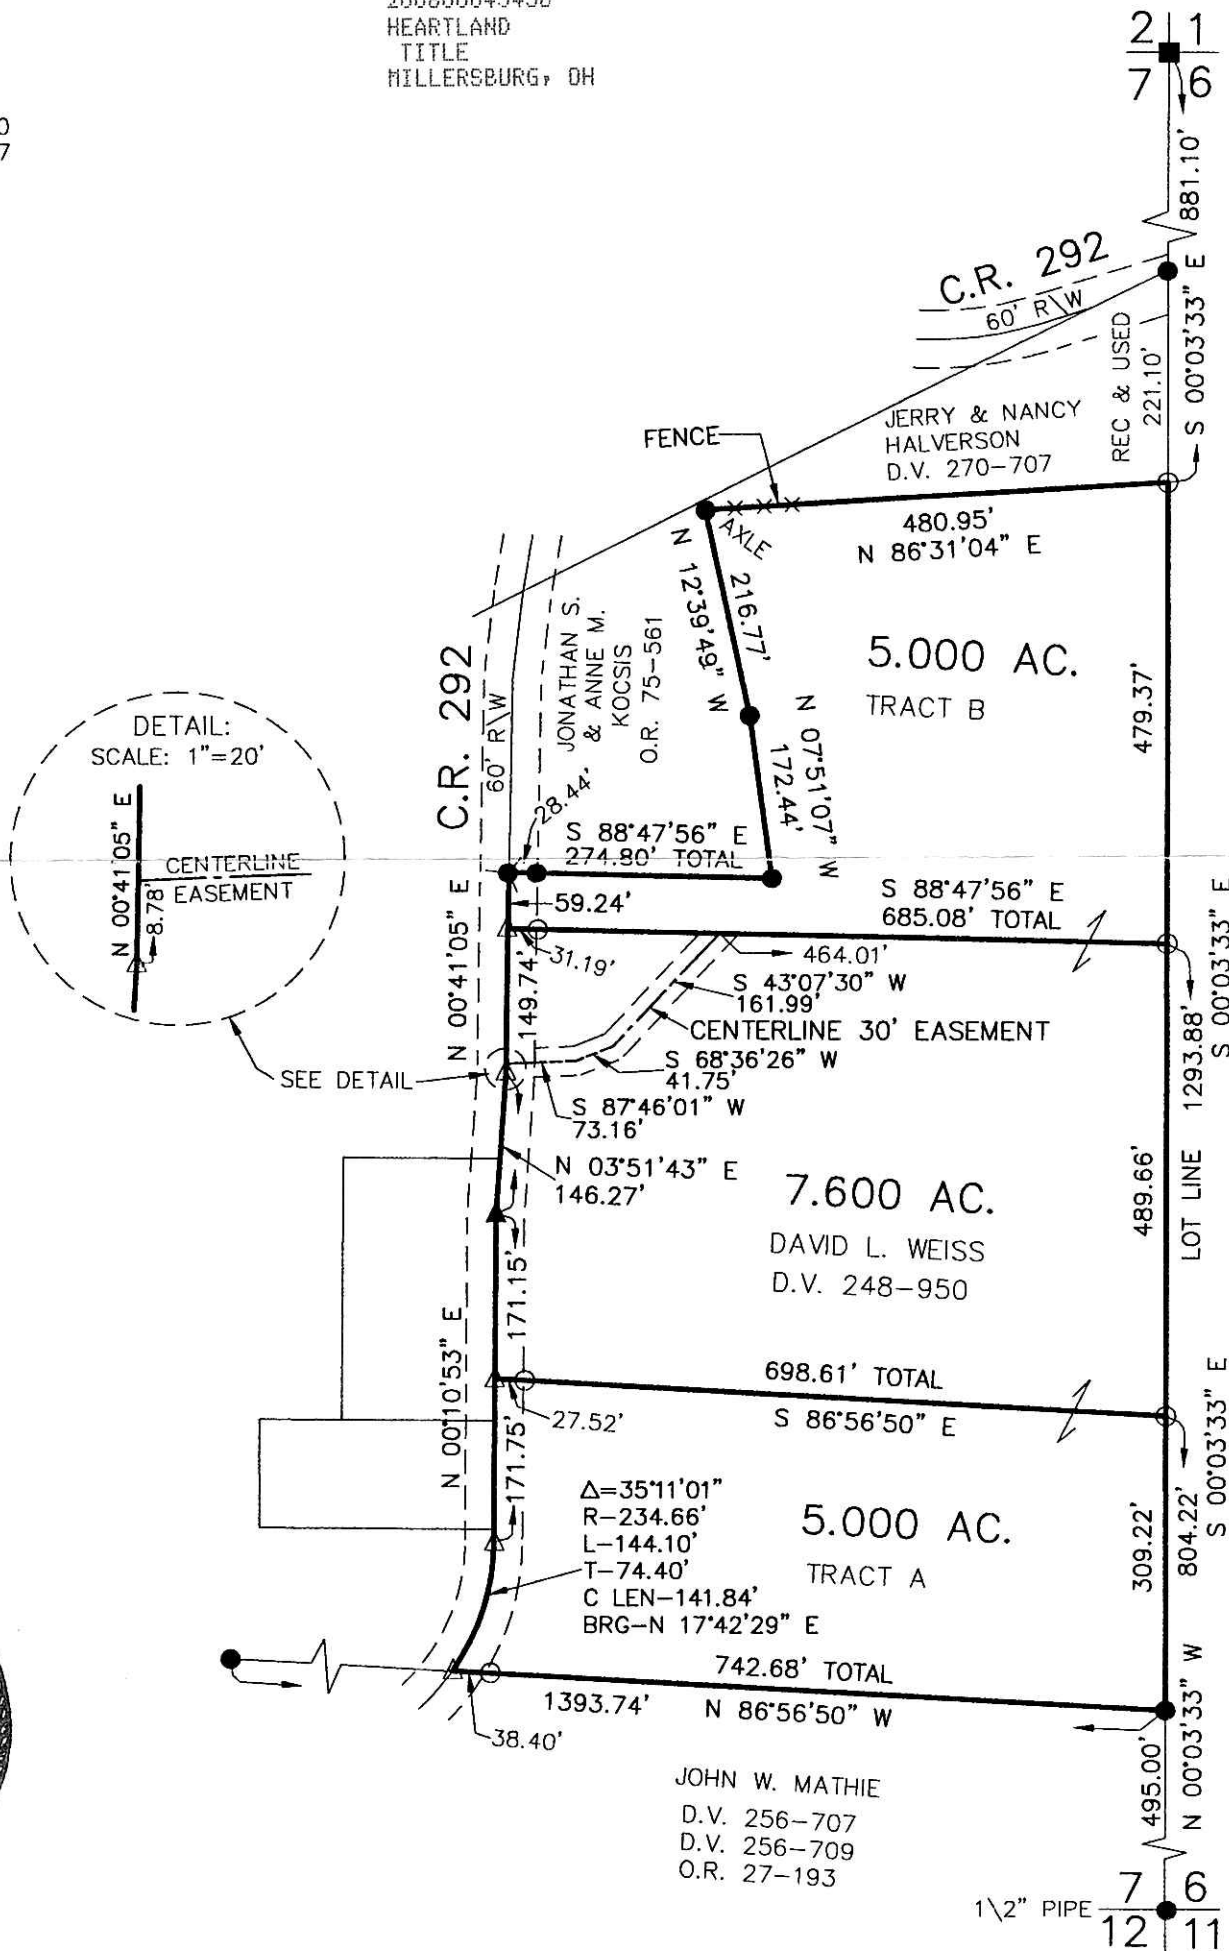 HEARTLAND
TITLE
MILLERSBURG, OH
0
7
2 1
7 6
881.10'
S 00°03'33" E
C.R. 292
60' R\W
REC & USED
221.10'
JERRY & NANCY
HALVERSON
D.V. 270-707
FENCE
AXLE
480.95'
N 86°31'04" E
N 12°39'49" W
216.77'
5.000 AC.
TRACT B
479.37'
N 07°51'07" W
172.44'
JONATHAN S.
& ANNE M.
KOCSIS
O.R. 75-561
C.R. 292
60' R\W
28.44'
S 88°47'56" E
274.80' TOTAL
DETAIL:
SCALE: 1"=20'
N 00°41'05" E
8.78'
CENTERLINE
EASEMENT
SEE DETAIL
N 00°41'05" E
59.24'
S 88°47'56" E
685.08' TOTAL
31.19'
149.74'
464.01'
S 43°07'30" W
161.99'
CENTERLINE 30' EASEMENT
S 68°36'26" W
41.75'
S 87°46'01" W
73.16'
N 03°51'43" E
146.27'
S 00°03'33" E
1293.88'
LOT LINE
489.66'
7.600 AC.
DAVID L. WEISS
D.V. 248-950
171.15'
N 00°10'53" E
698.61' TOTAL
S 86°56'50" E
27.52'
171.75'
Δ=35°11'01"
R-234.66'
L-144.10'
T-74.40'
C LEN-141.84'
BRG-N 17°42'29" E
5.000 AC.
TRACT A
309.22'
804.22'
S 00°03'33" E
742.68' TOTAL
1393.74'
N 86°56'50" W
38.40'
JOHN W. MATHIE
D.V. 256-707
D.V. 256-709
O.R. 27-193
495.00'
N 00°03'33" W
1\2" PIPE
7 6
12 11